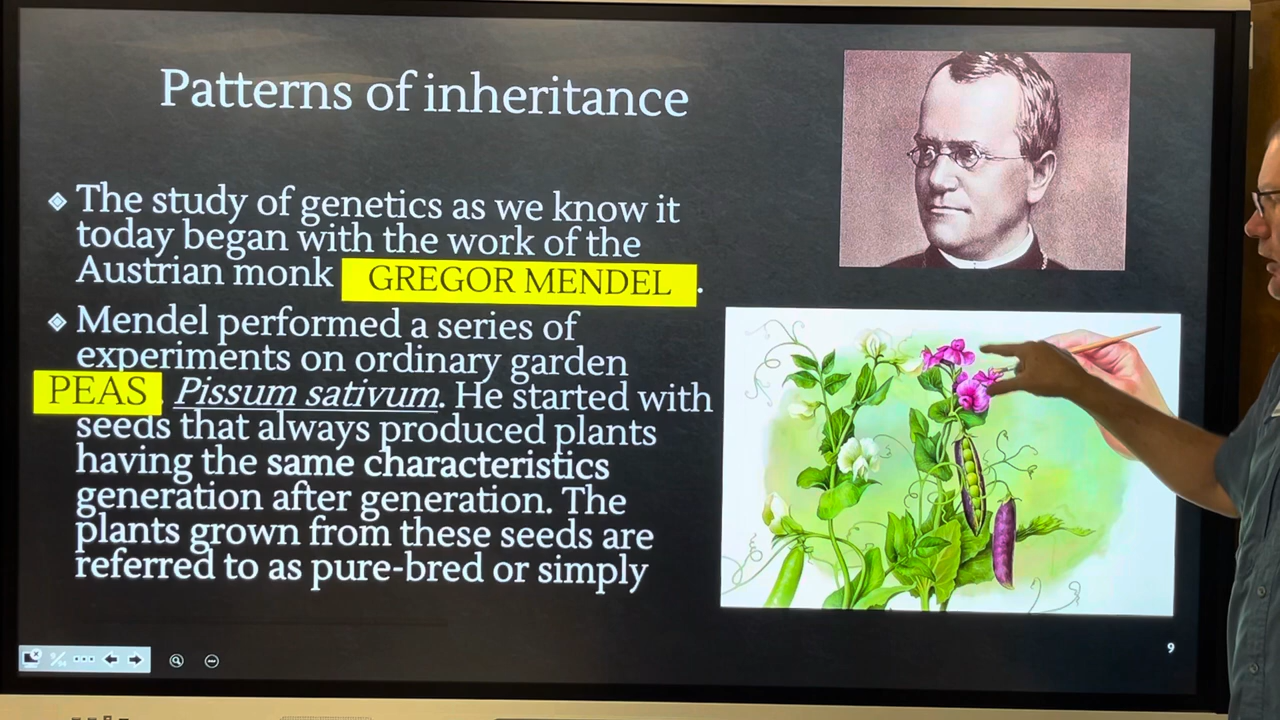 Patterns of inheritance
The study of genetics as we know it
today began with the work of the
Austrian monk GREGOR MENDEL .
Mendel performed a series of
experiments on ordinary garden
PEAS Pissum sativum. He started with
seeds that always produced plants
having the same characteristics
generation after generation. The
plants grown from these seeds are
referred to as pure-bred or simply
9